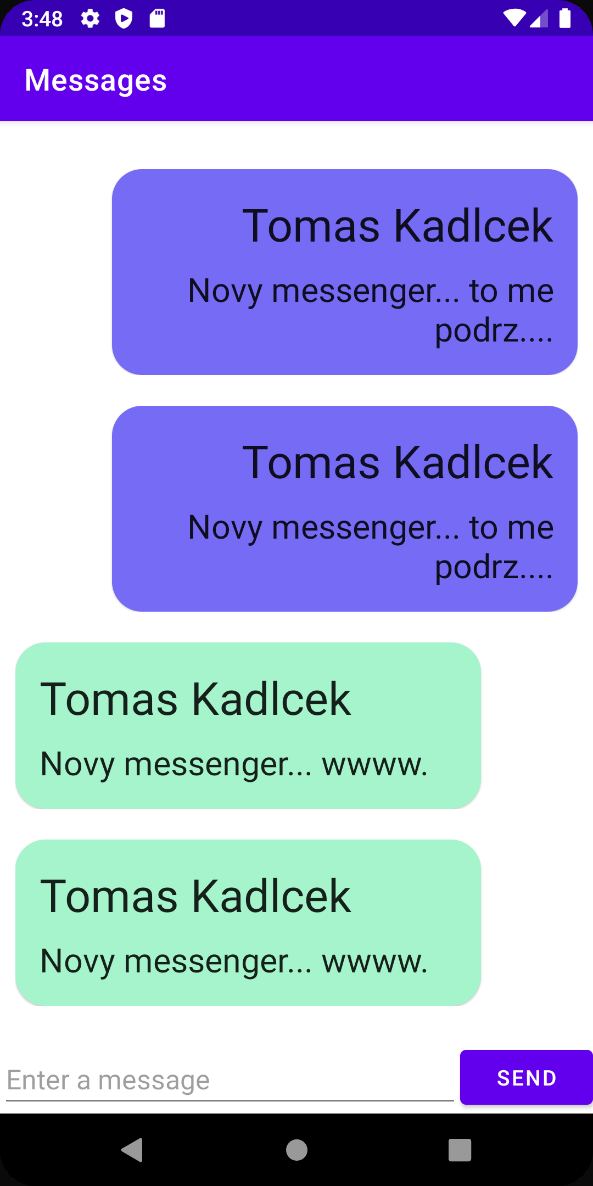 3:48
Messages
Tomas Kadlcek
Novy messenger... to me
podrz....
Tomas Kadlcek
Novy messenger... to me
podrz....
Tomas Kadlcek
Novy messenger... wwww.
Tomas Kadlcek
Novy messenger... wwww.
Enter a message
SEND